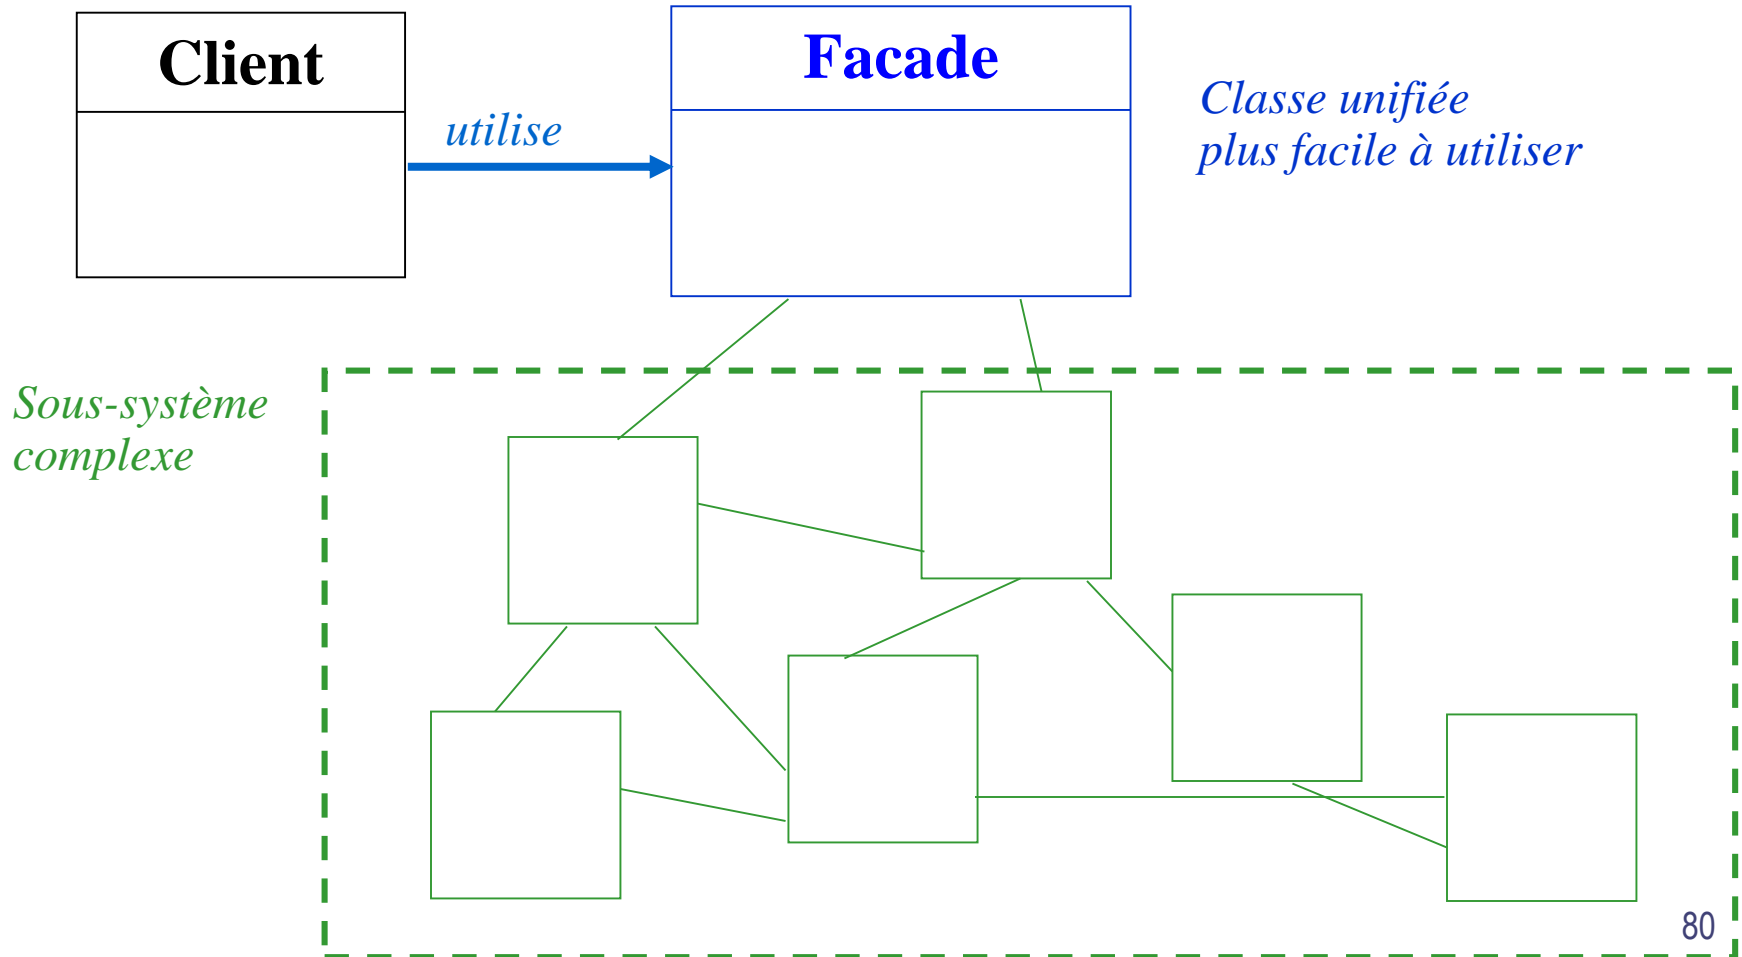 Client
Facade
utilise
Classe unifiée
plus facile à utiliser
Sous-système
complexe
80